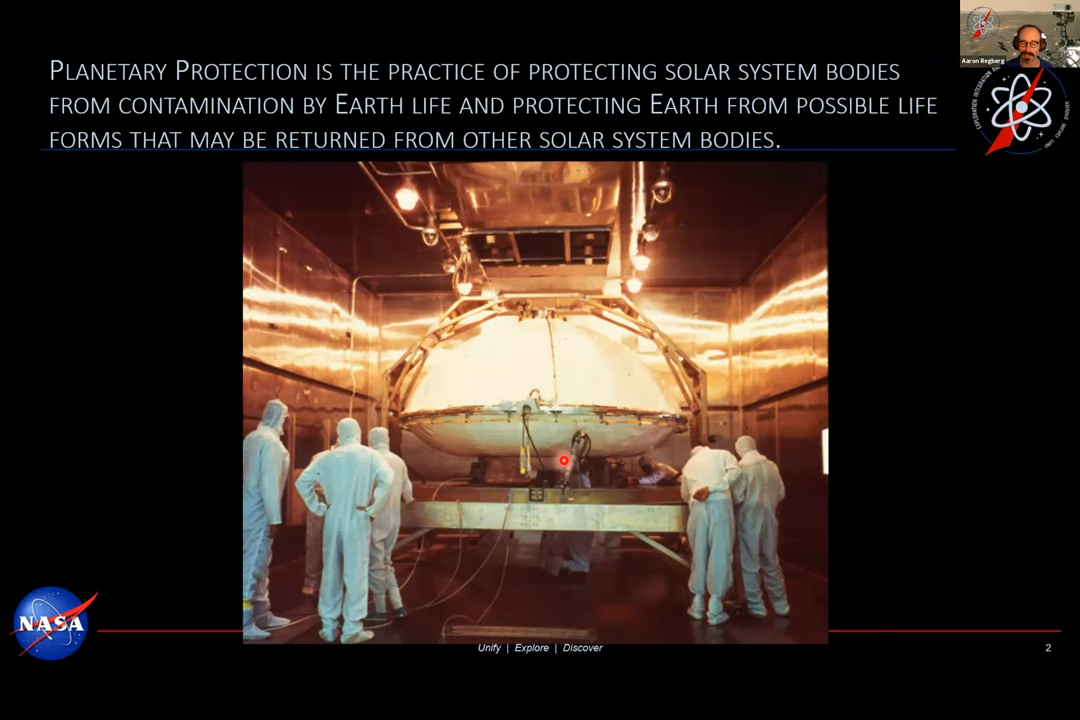 Planetary Protection is the practice of protecting solar system bodies
from contamination by Earth life and protecting Earth from possible life
forms that may be returned from other solar system bodies.
Aaron Regberg
NASA
Unify | Explore | Discover
2